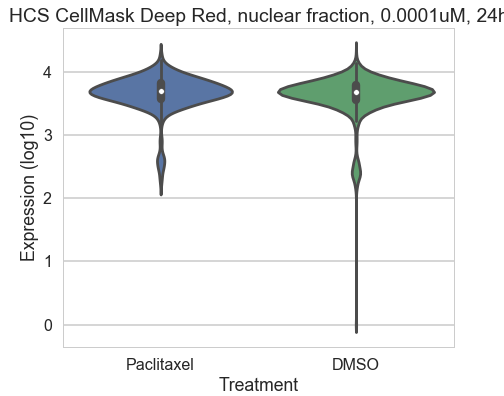 HCS CellMask Deep Red, nuclear fraction, 0.0001uM, 24h
4
3
2
1
0
Expression (log10)
Paclitaxel DMSO
Treatment